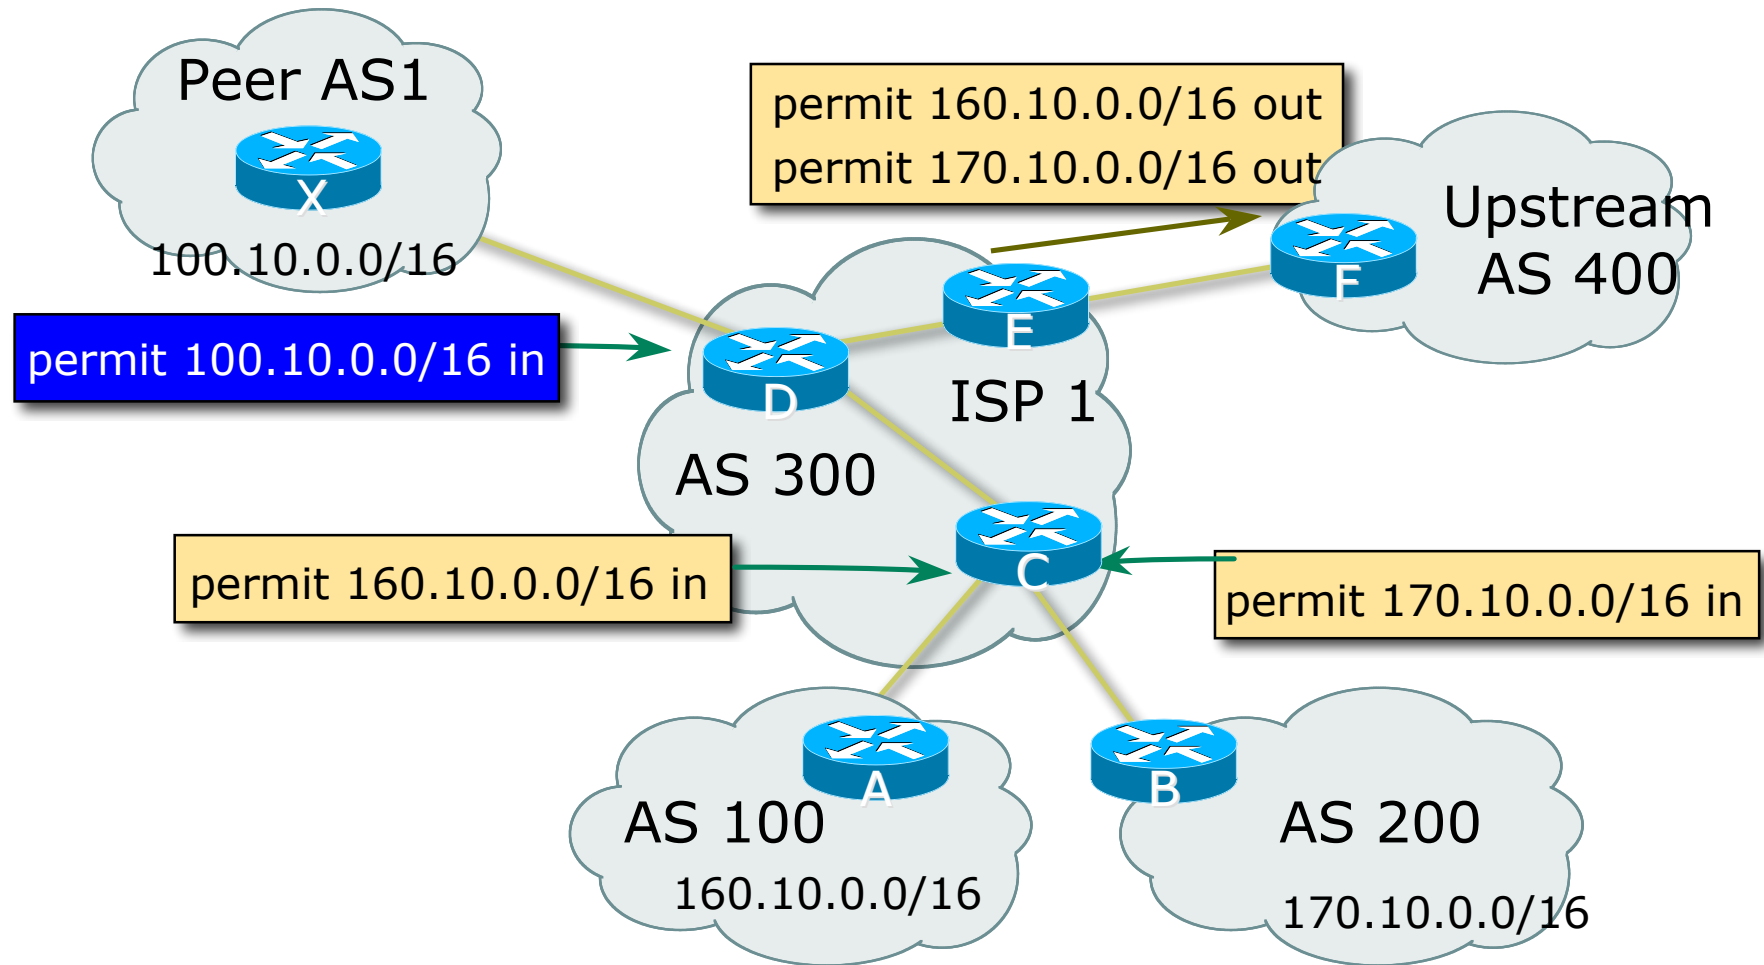 Peer AS1
X
100.10.0.0/16
permit 160.10.0.0/16 out
permit 170.10.0.0/16 out
Upstream
AS 400
F
E
permit 100.10.0.0/16 in
D
ISP 1
AS 300
C
permit 160.10.0.0/16 in
permit 170.10.0.0/16 in
A
AS 100
160.10.0.0/16
B
AS 200
170.10.0.0/16